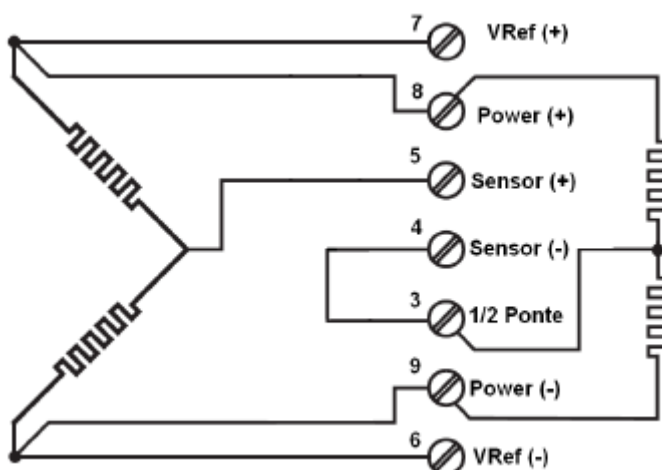 7 VRef (+)
8 Power (+)
5 Sensor (+)
4 Sensor (-)
3 1/2 Ponte
9 Power (-)
6 VRef (-)